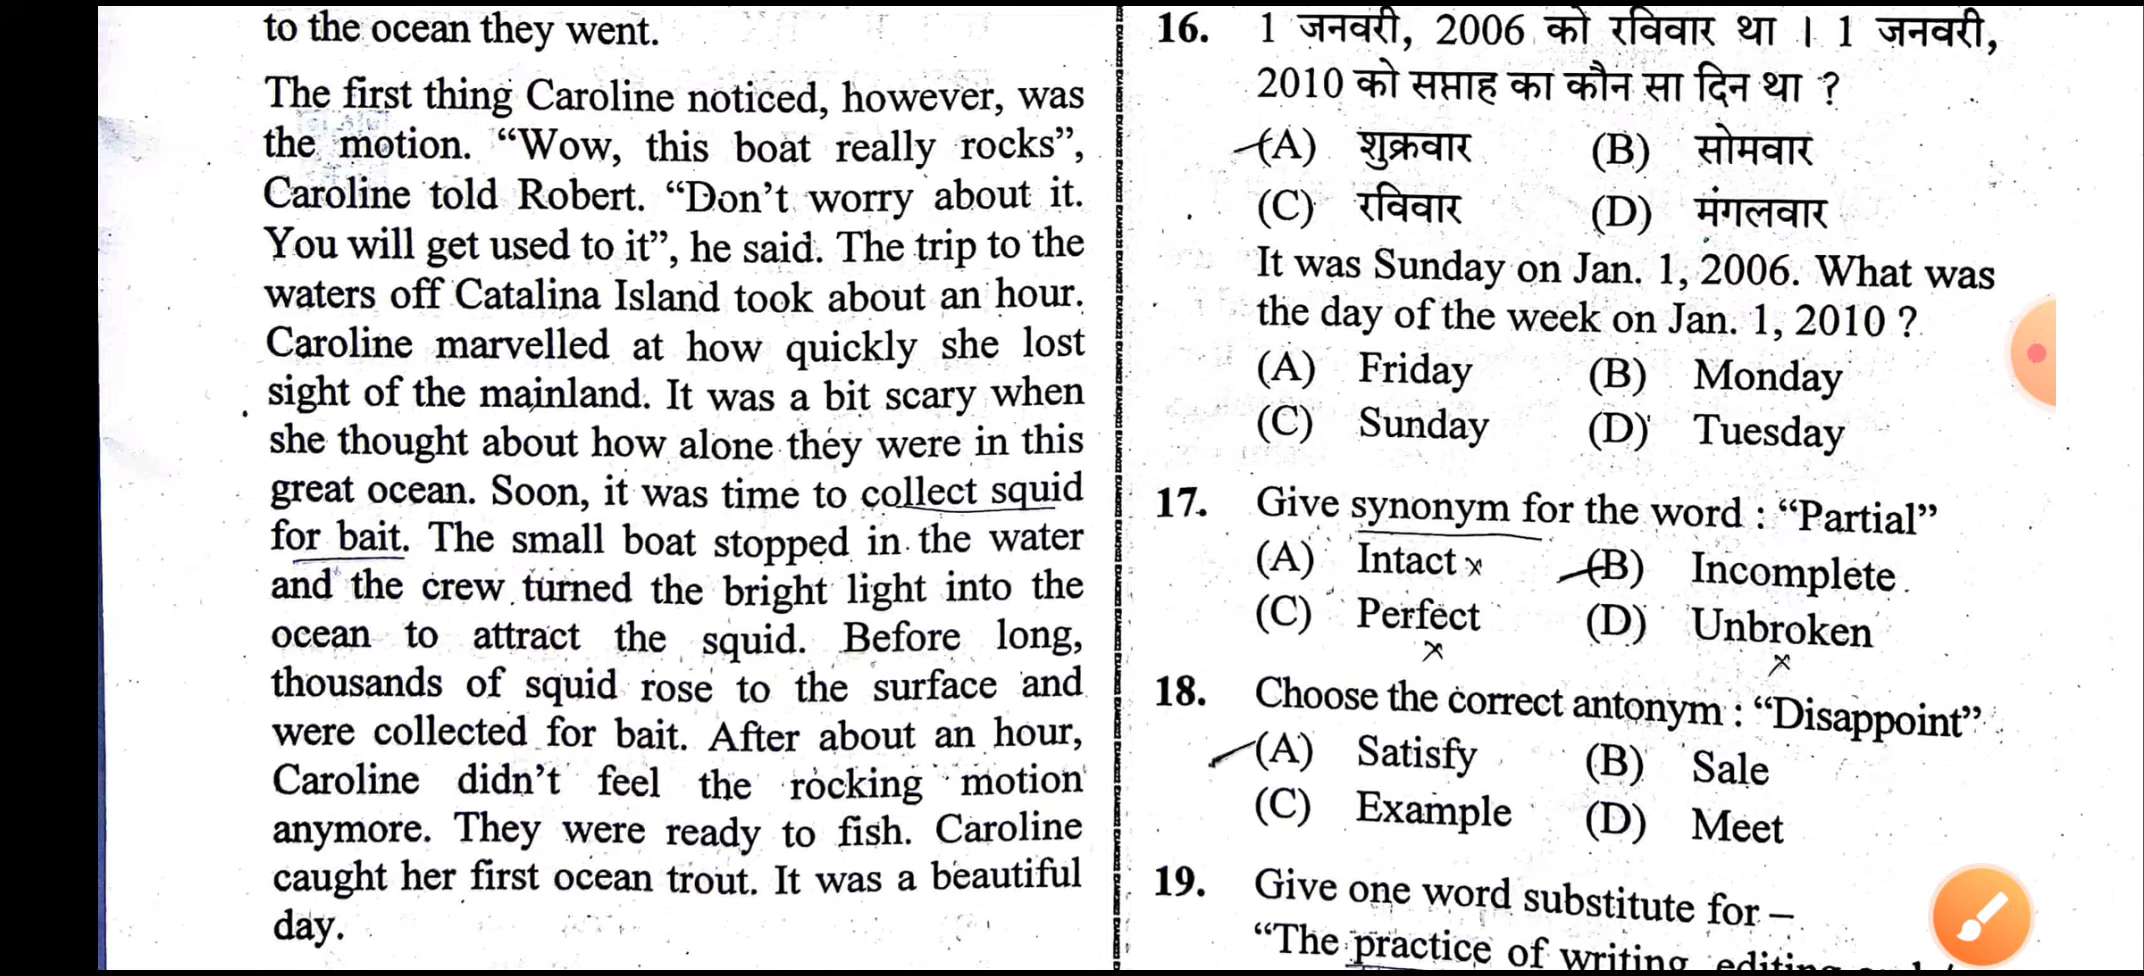 to the ocean they went.
The first thing Caroline noticed, however, was
the motion. “Wow, this boat really rocks”,
Caroline told Robert. “Don’t worry about it.
You will get used to it”, he said. The trip to the
waters off Catalina Island took about an hour.
Caroline marvelled at how quickly she lost
sight of the mainland. It was a bit scary when
she thought about how alone they were in this
great ocean. Soon, it was time to collect squid
for bait. The small boat stopped in the water
and the crew turned the bright light into the
ocean to attract the squid. Before long,
thousands of squid rose to the surface and
were collected for bait. After about an hour,
Caroline didn’t feel the rocking motion
anymore. They were ready to fish. Caroline
caught her first ocean trout. It was a beautiful
day.
16. 1 जनवरी, 2006 को रविवार था । 1 जनवरी,
2010 को सप्ताह का कौन सा दिन था ?
(A) शुक्रवार (B) सोमवार
(C) रविवार (D) मंगलवार
It was Sunday on Jan. 1, 2006. What was
the day of the week on Jan. 1, 2010 ?
(A) Friday (B) Monday
(C) Sunday (D) Tuesday
17. Give synonym for the word : “Partial”
(A) Intact (B) Incomplete
(C) Perfect (D) Unbroken
18. Choose the correct antonym : “Disappoint”
(A) Satisfy (B) Sale
(C) Example (D) Meet
19. Give one word substitute for –
“The practice of writing, editing